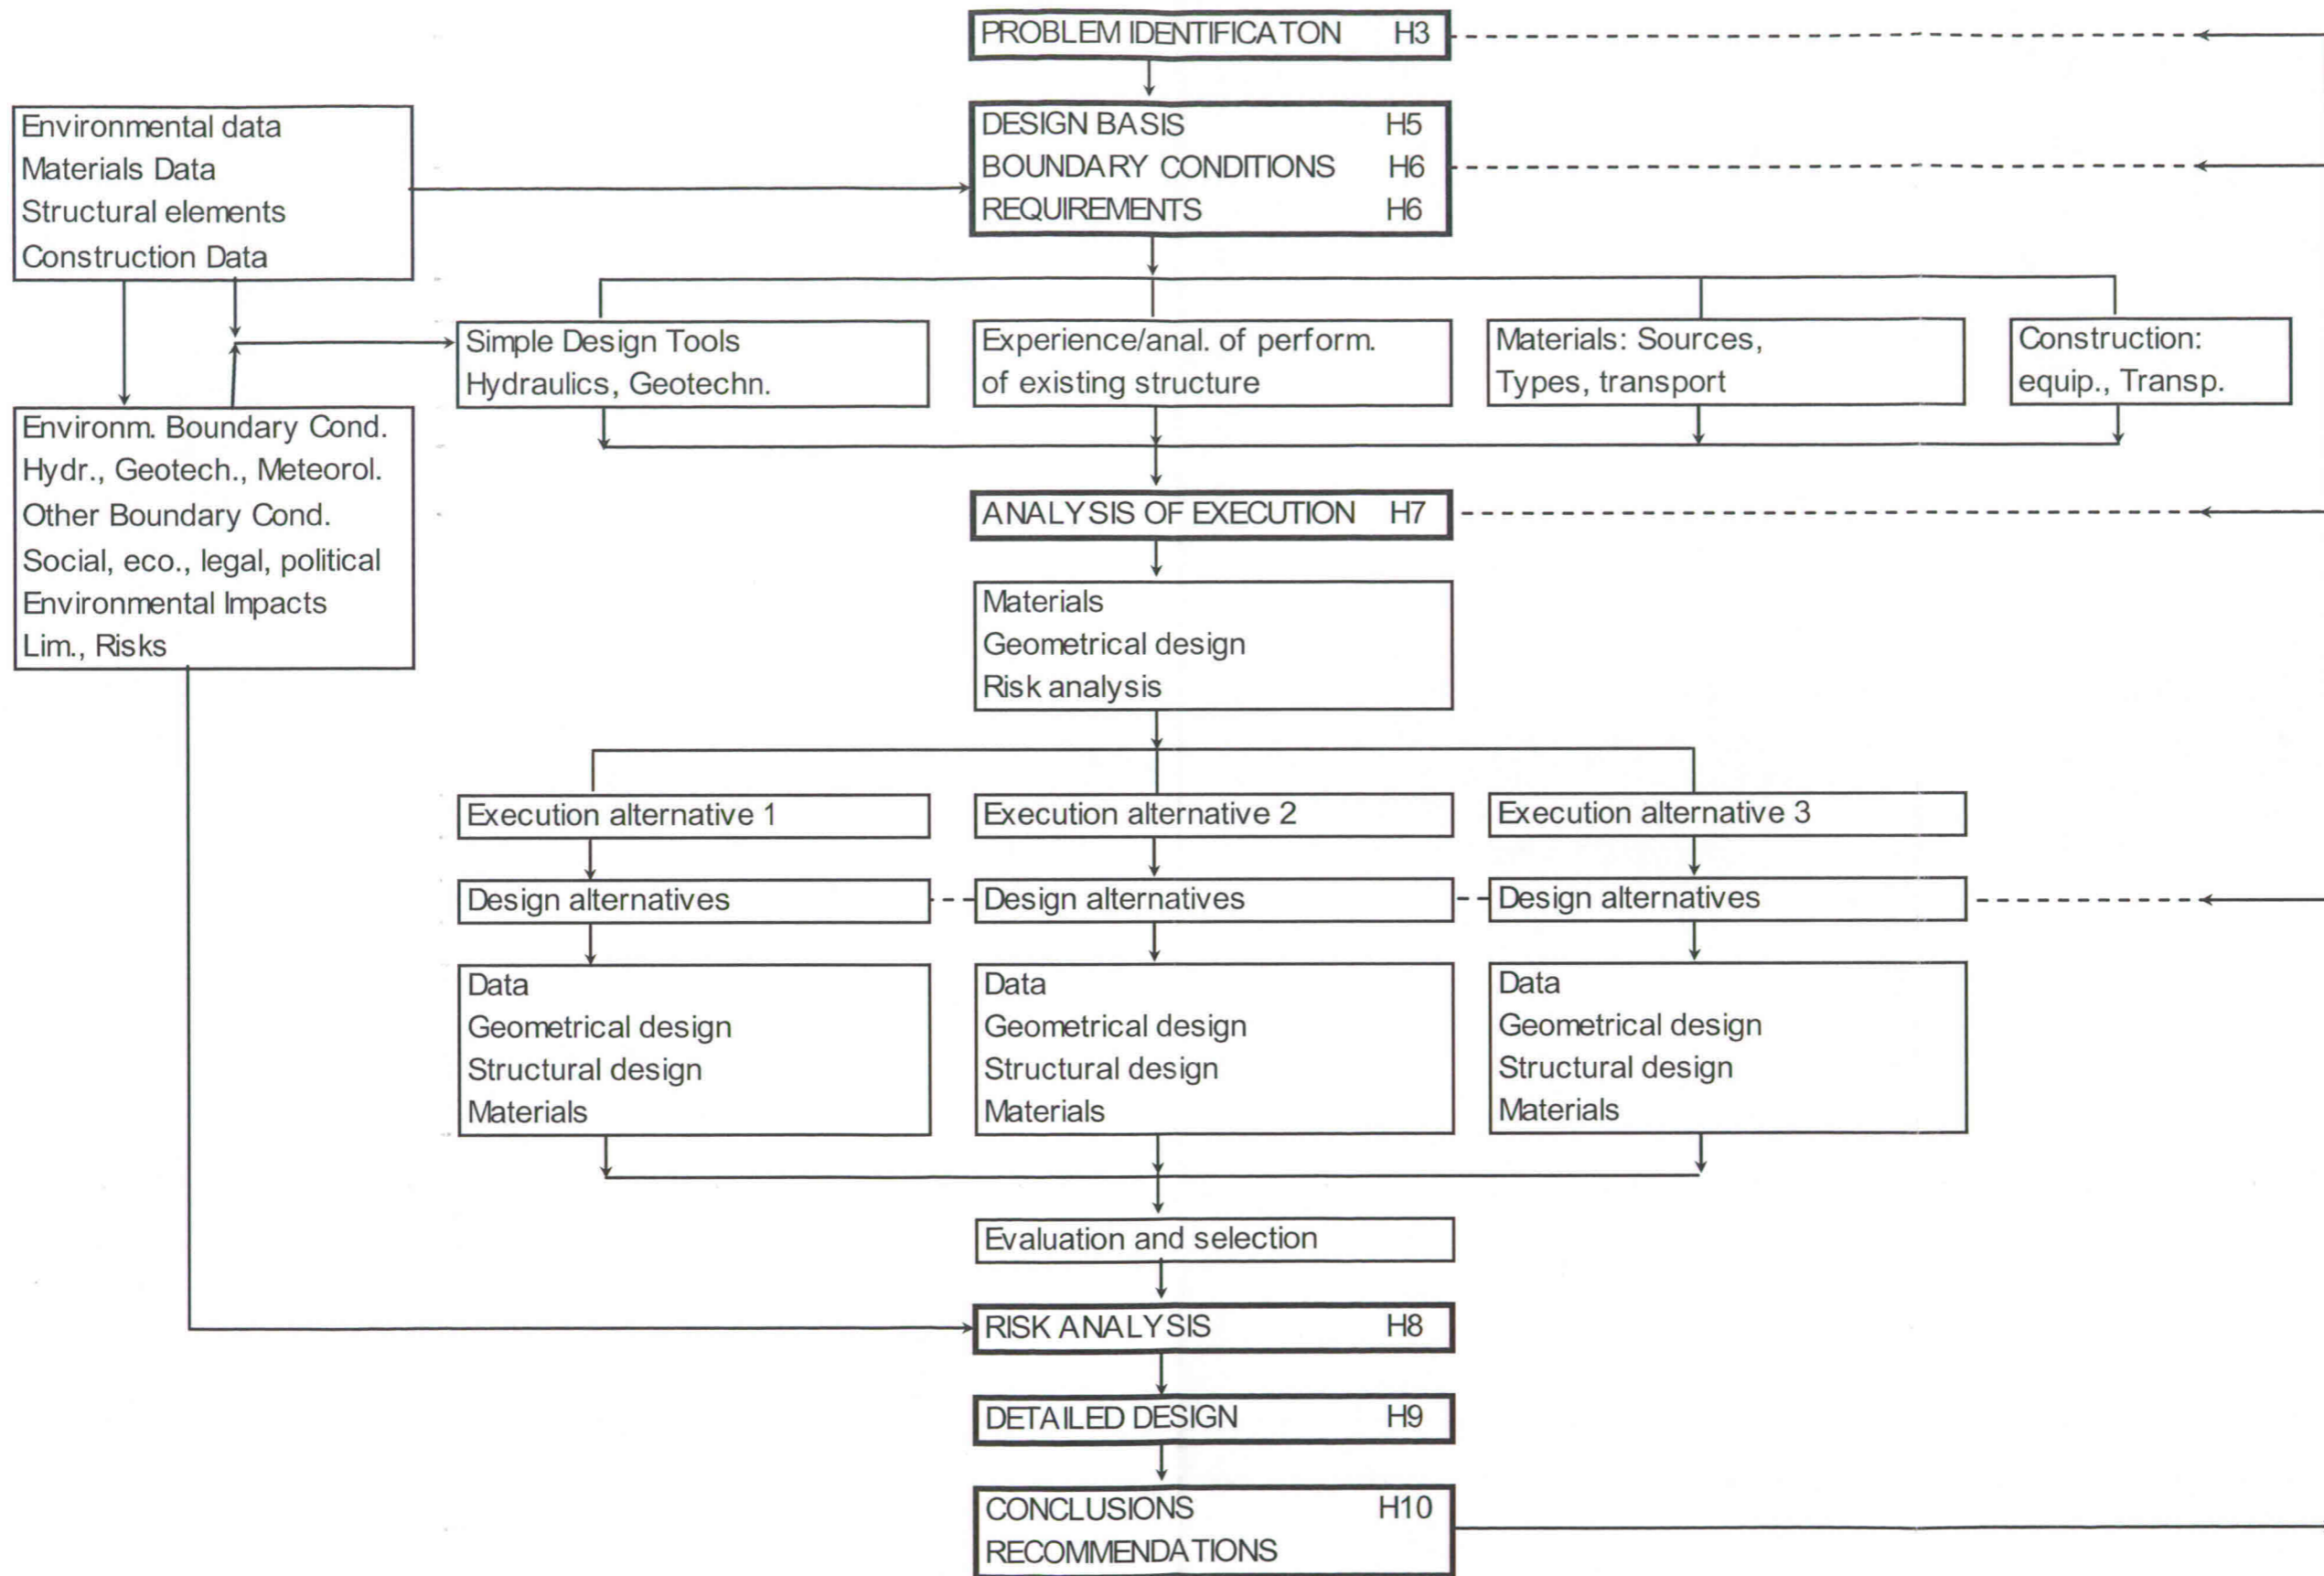 PROBLEM IDENTIFICATON H3
Environmental data
Materials Data
Structural elements
Construction Data
DESIGN BASIS H5
BOUNDARY CONDITIONS H6
REQUIREMENTS H6
Simple Design Tools
Hydraulics, Geotechn.
Experience/anal. of perform.
of existing structure
Materials: Sources,
Types, transport
Construction:
equip., Transp.
Environm. Boundary Cond.
Hydr., Geotech., Meteorol.
Other Boundary Cond.
Social, eco., legal, political
Environmental Impacts
Lim., Risks
ANALYSIS OF EXECUTION H7
Materials
Geometrical design
Risk analysis
Execution alternative 1
Execution alternative 2
Execution alternative 3
Design alternatives
Design alternatives
Design alternatives
Data
Geometrical design
Structural design
Materials
Data
Geometrical design
Structural design
Materials
Data
Geometrical design
Structural design
Materials
Evaluation and selection
RISK ANALYSIS H8
DETAILED DESIGN H9
CONCLUSIONS H10
RECOMMENDATIONS